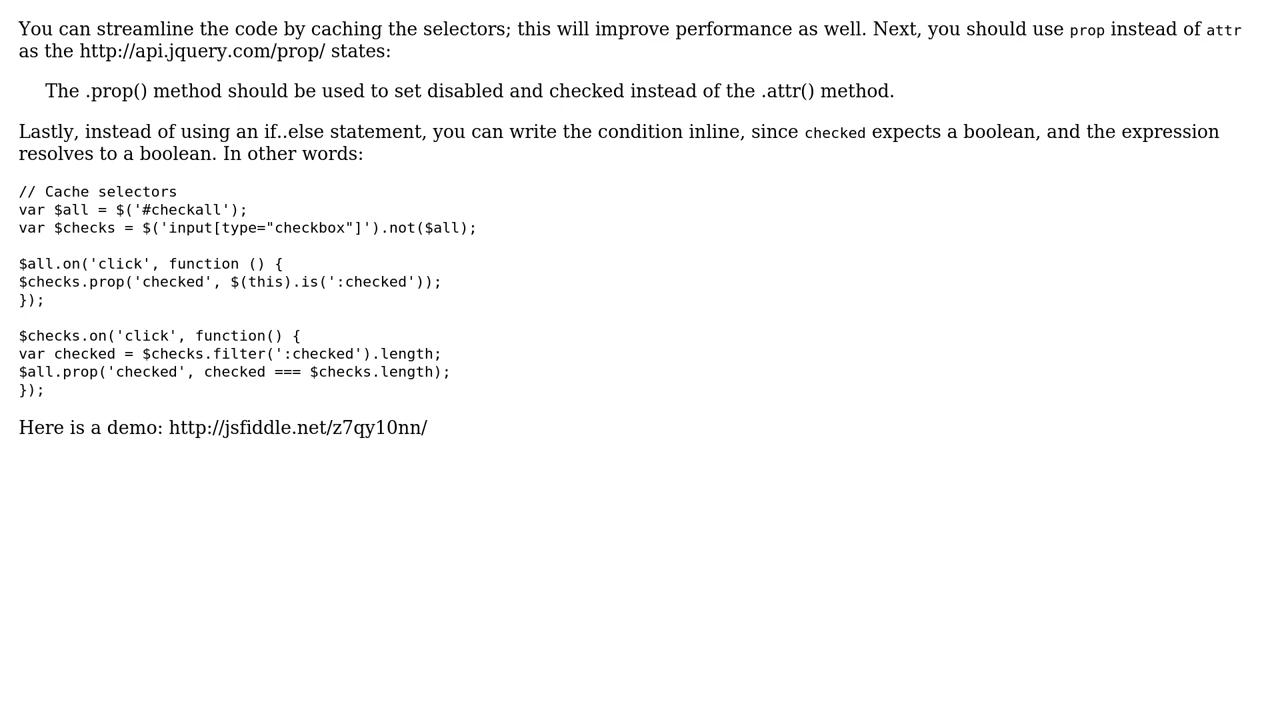 You can streamline the code by caching the selectors; this will improve performance as well. Next, you should use prop instead of attr
as the http://api.jquery.com/prop/ states:
The .prop() method should be used to set disabled and checked instead of the .attr() method.
Lastly, instead of using an if..else statement, you can write the condition inline, since checked expects a boolean, and the expression
resolves to a boolean. In other words:
// Cache selectors
var $all = $('#checkall');
var $checks = $('input[type="checkbox"]').not($all);
$all.on('click', function () {
$checks.prop('checked', $(this).is(':checked'));
});
$checks.on('click', function() {
var checked = $checks.filter(':checked').length;
$all.prop('checked', checked === $checks.length);
});
Here is a demo: http://jsfiddle.net/z7qy10nn/